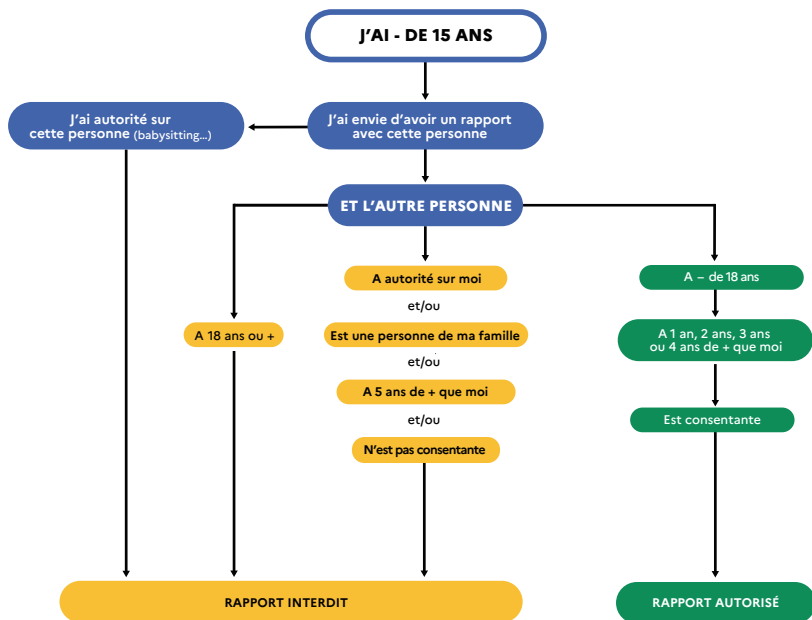 J'AI - DE 15 ANS
J'ai autorité sur
cette personne (babysitting...)
J'ai envie d'avoir un rapport
avec cette personne
ET L'AUTRE PERSONNE
A 18 ans ou +
A autorité sur moi
et/ou
Est une personne de ma famille
et/ou
A 5 ans de + que moi
et/ou
N'est pas consentante
A – de 18 ans
A 1 an, 2 ans, 3 ans
ou 4 ans de + que moi
Est consentante
RAPPORT INTERDIT
RAPPORT AUTORISÉ